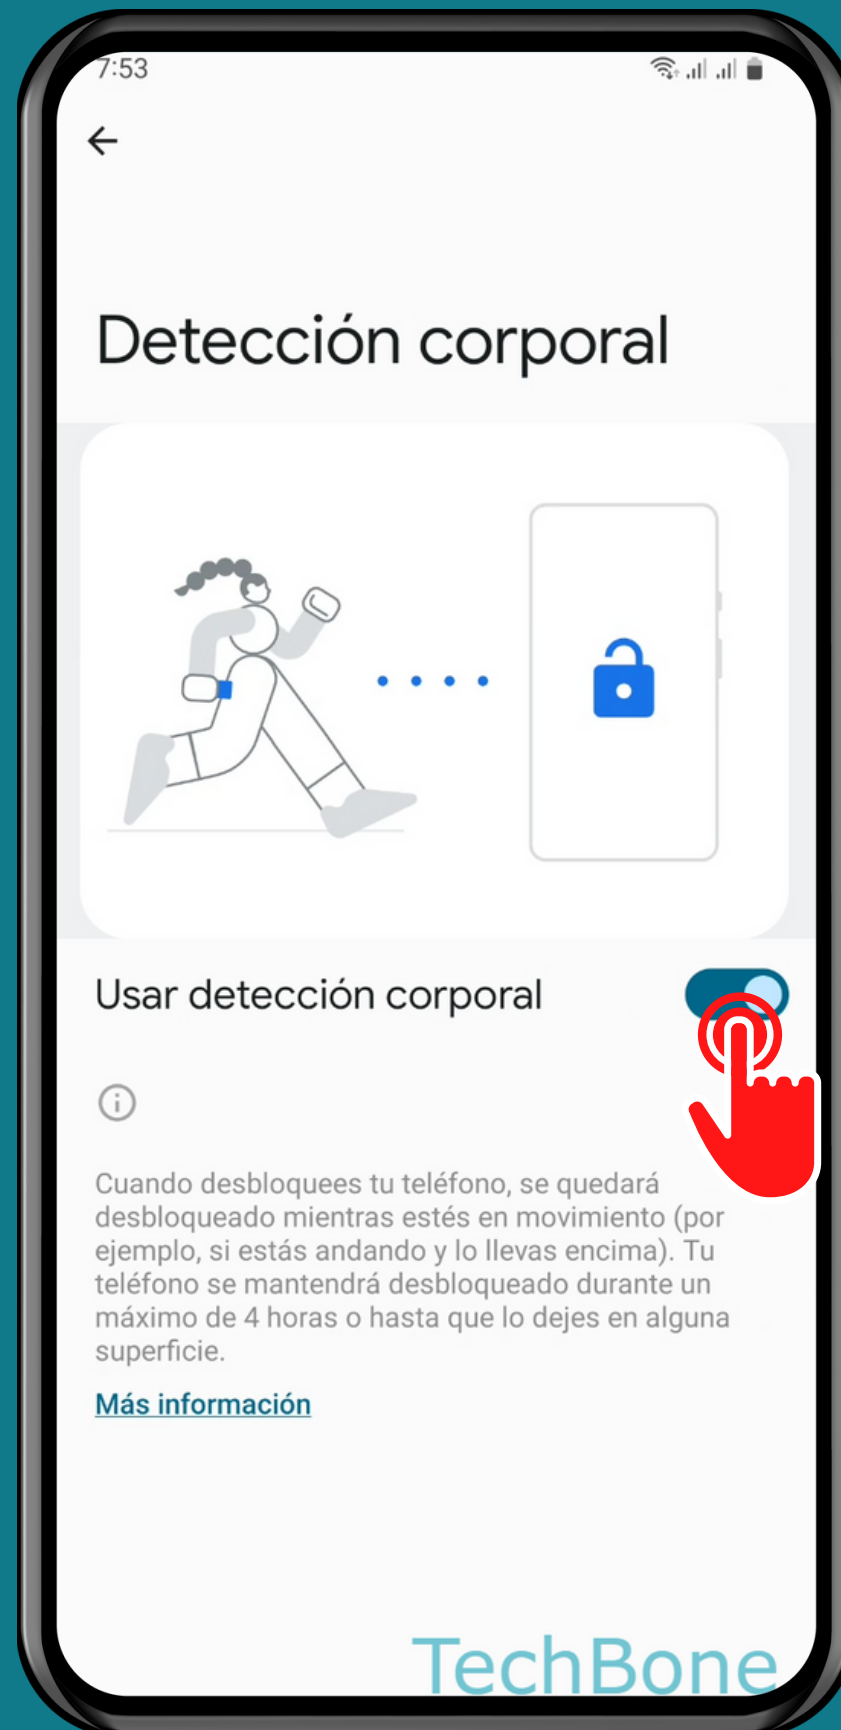 7:53
Detección corporal
Usar detección corporal
Cuando desbloquees tu teléfono, se quedará
desbloqueado mientras estés en movimiento (por
ejemplo, si estás andando y lo llevas encima). Tu
teléfono se mantendrá desbloqueado durante un
máximo de 4 horas o hasta que lo dejes en alguna
superficie.
Más información
TechBone